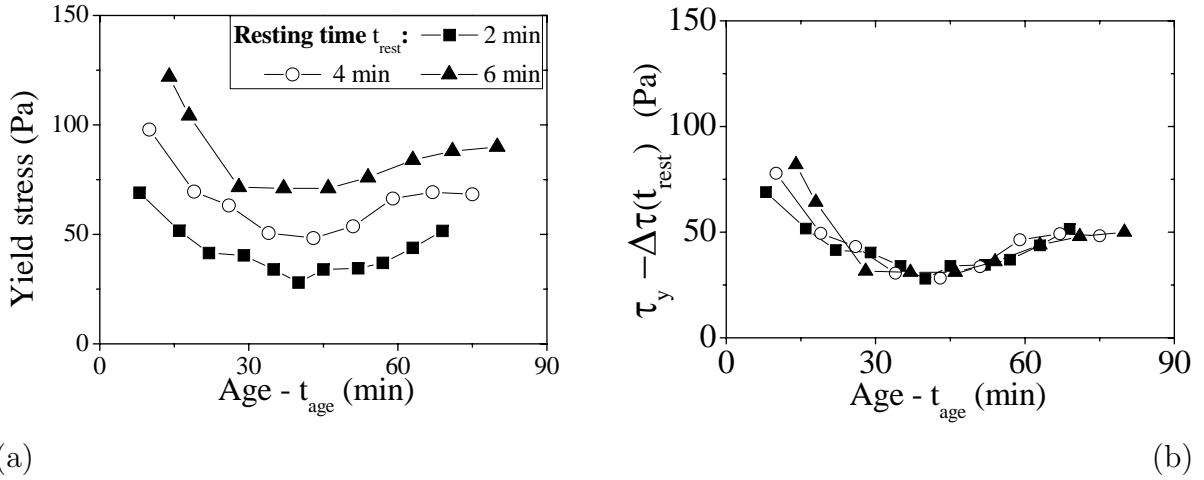 150
100
50
0
Yield stress (Pa)
Resting time t_rest: 2 min
4 min 6 min
0 30 60 90
Age - t_age (min)
(a)
150
100
50
0
τ_y −Δτ(t_rest) (Pa)
0 30 60 90
Age - t_age (min)
(b)